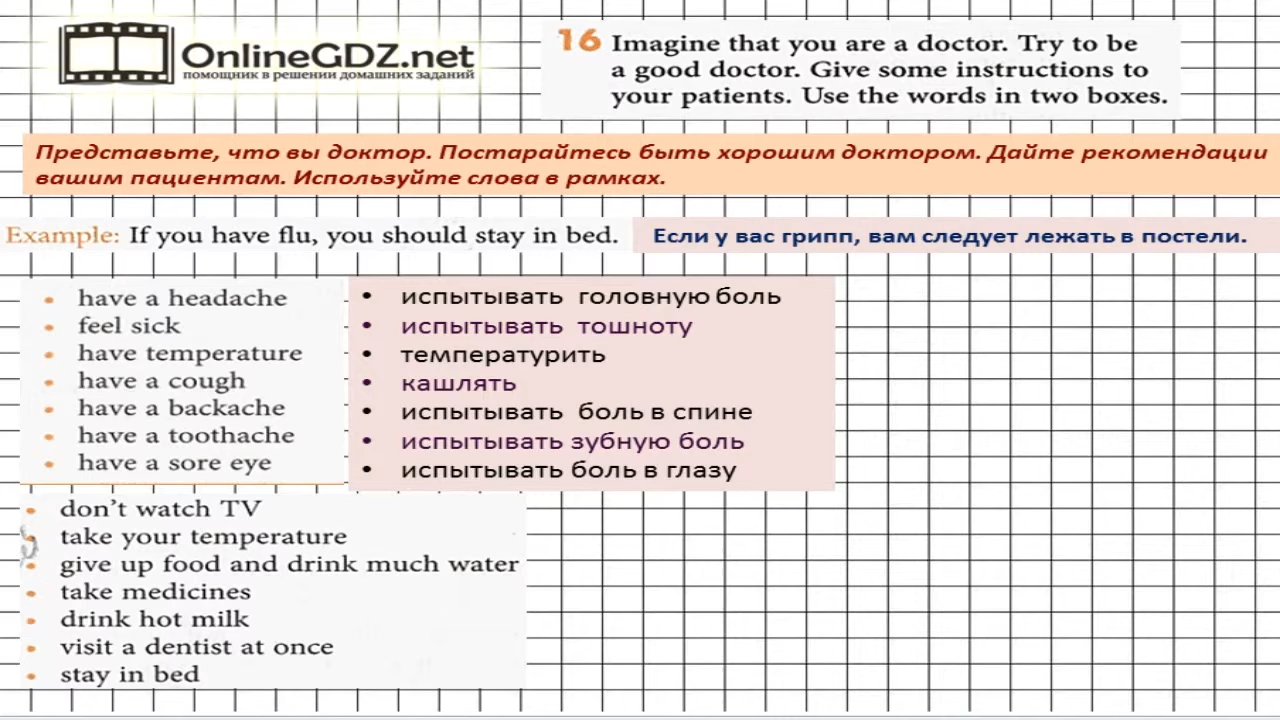 OnlineGDZ.net
помощник в решении домашних заданий
16 Imagine that you are a doctor. Try to be
a good doctor. Give some instructions to
your patients. Use the words in two boxes.
Представьте, что вы доктор. Постарайтесь быть хорошим доктором. Дайте рекомендации
вашим пациентам. Используйте слова в рамках.
Example: If you have flu, you should stay in bed.
Если у вас грипп, вам следует лежать в постели.
• have a headache
• feel sick
• have temperature
• have a cough
• have a backache
• have a toothache
• have a sore eye
• испытывать головную боль
• испытывать тошноту
• температурить
• кашлять
• испытывать боль в спине
• испытывать зубную боль
• испытывать боль в глазу
• don't watch TV
• take your temperature
• give up food and drink much water
• take medicines
• drink hot milk
• visit a dentist at once
• stay in bed